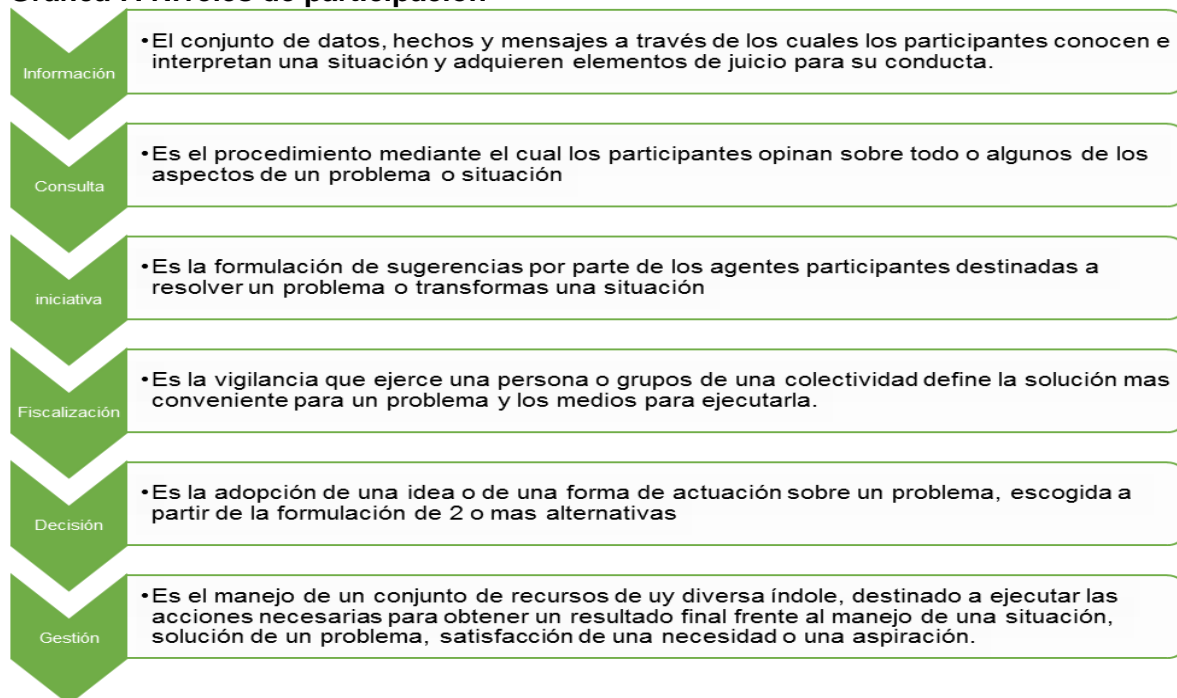 Información
•El conjunto de datos, hechos y mensajes a través de los cuales los participantes conocen e
interpretan una situación y adquieren elementos de juicio para su conducta.
Consulta
•Es el procedimiento mediante el cual los participantes opinan sobre todo o algunos de los
aspectos de un problema o situación
iniciativa
•Es la formulación de sugerencias por parte de los agentes participantes destinadas a
resolver un problema o transformas una situación
Fiscalización
•Es la vigilancia que ejerce una persona o grupos de una colectividad define la solución mas
conveniente para un problema y los medios para ejecutarla.
Decisión
•Es la adopción de una idea o de una forma de actuación sobre un problema, escogida a
partir de la formulación de 2 o mas alternativas
Gestión
•Es el manejo de un conjunto de recursos de uy diversa índole, destinado a ejecutar las
acciones necesarias para obtener un resultado final frente al manejo de una situación,
solución de un problema, satisfacción de una necesidad o una aspiración.